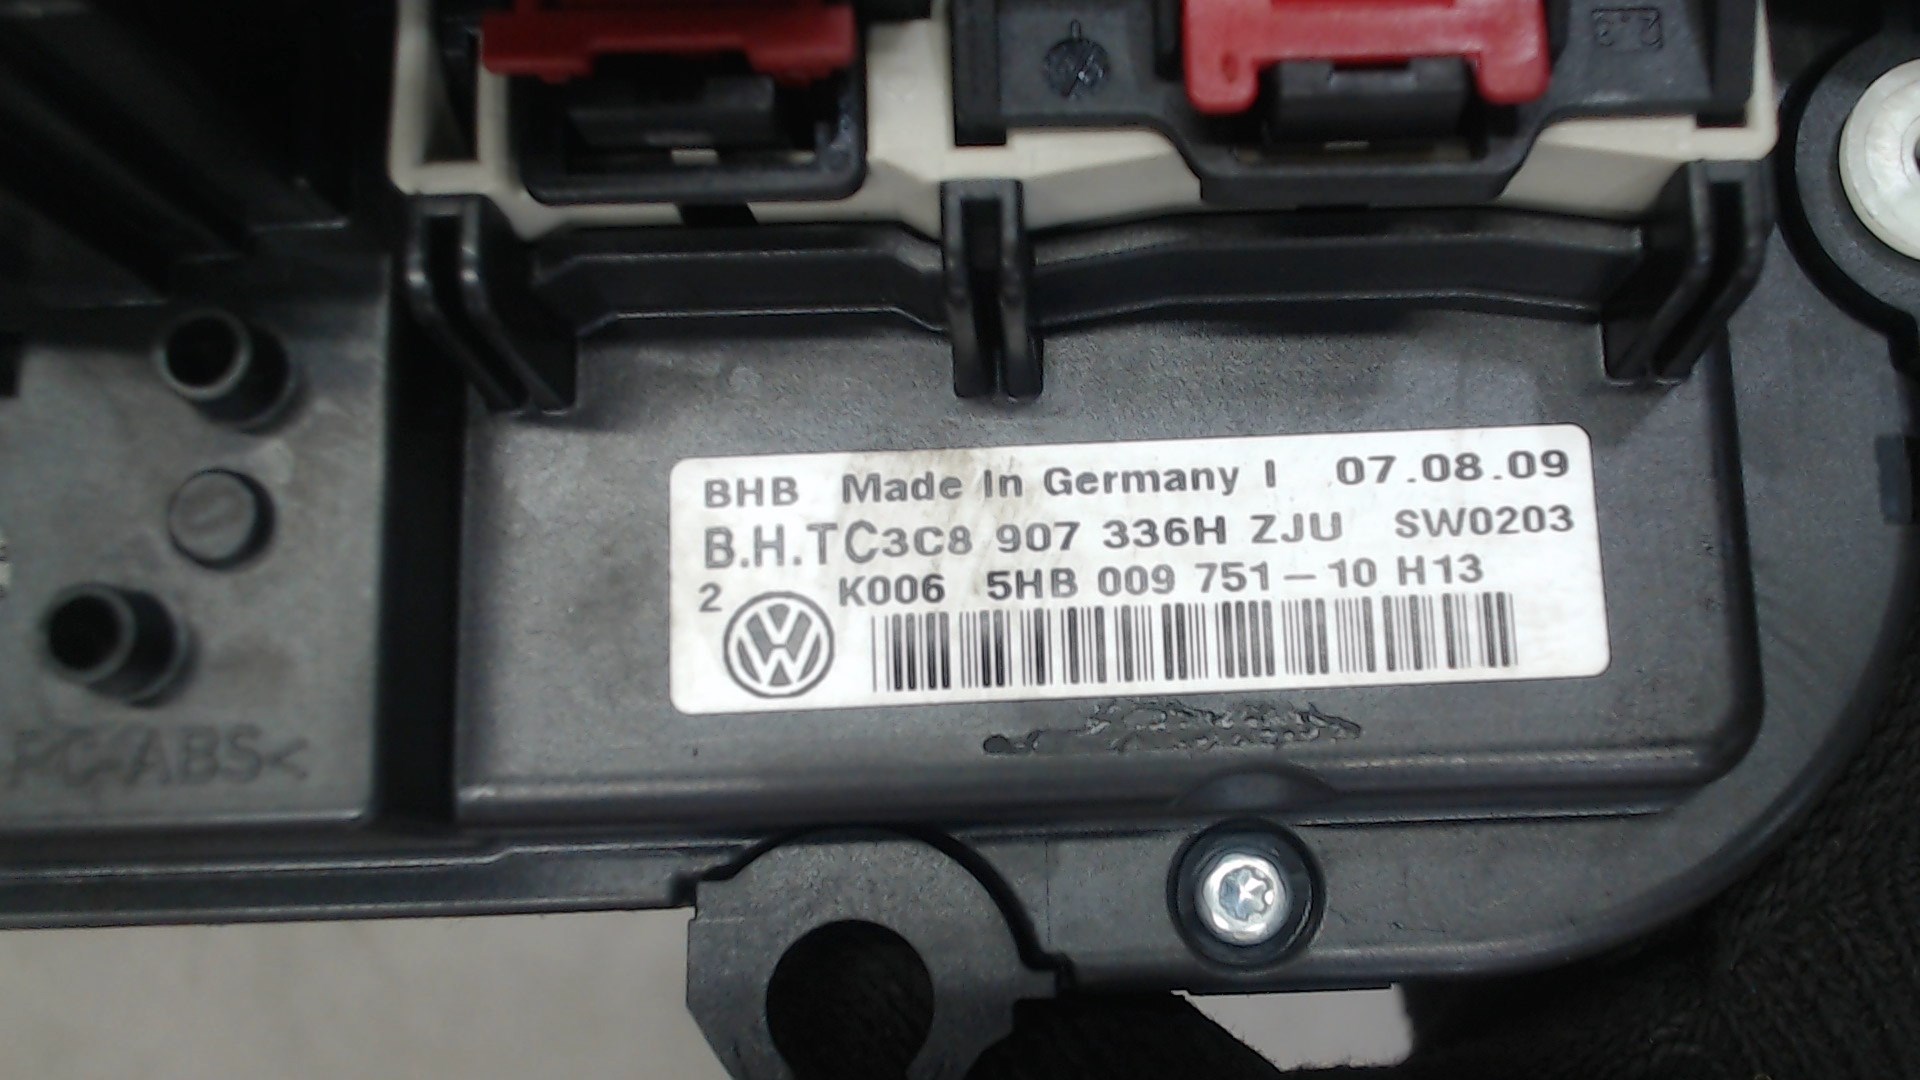 BHB Made In Germany I 07.08.09
B.H.TC3C8 907 336H ZJU SW0203
2 K006 5HB 009 751-10 H13
VW
PC-ABS<